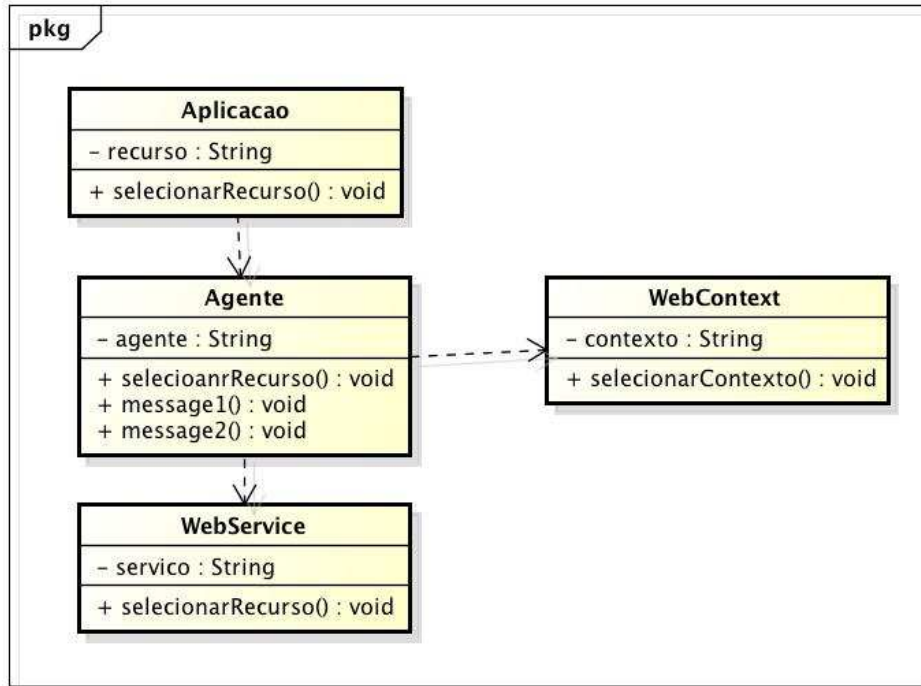 pkg
Aplicacao
- recurso : String
+ selecionarRecurso() : void
Agente
- agente : String
+ selecioanrRecurso() : void
+ message1() : void
+ message2() : void
WebContext
- contexto : String
+ selecionarContexto() : void
WebService
- servico : String
+ selecionarRecurso() : void